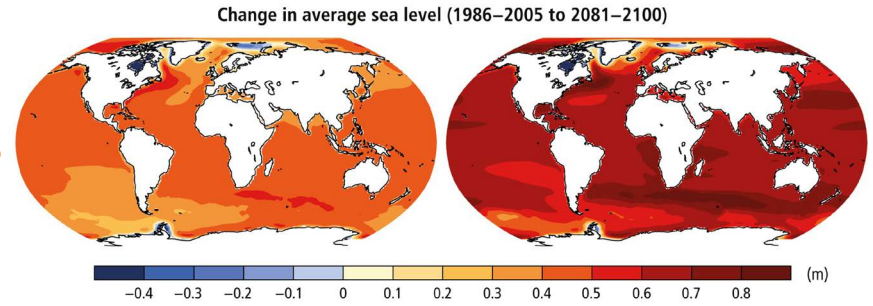 Change in average sea level (1986–2005 to 2081–2100)
(m)
−0.4 −0.3 −0.2 −0.1 0 0.1 0.2 0.3 0.4 0.5 0.6 0.7 0.8